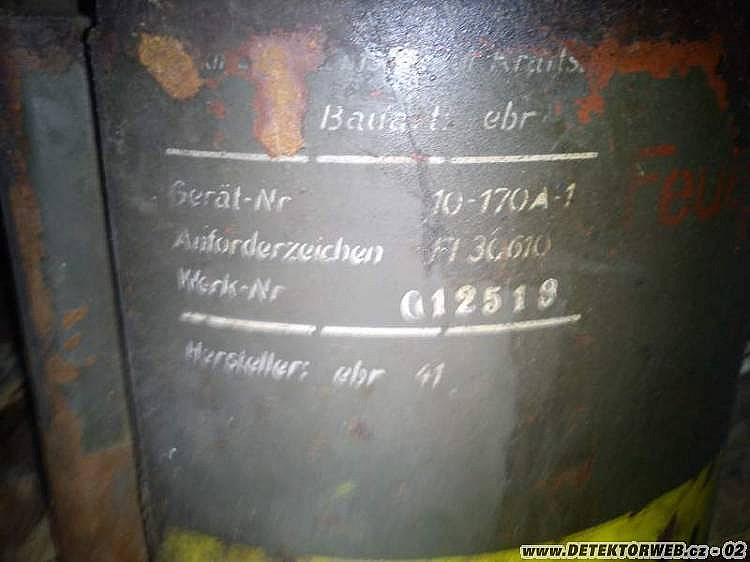 Bauart: ebr
Gerät-Nr 10-170A-1
Anforderzeichen Fl 30610
Werk-Nr 012518
Hersteller: ebr 41
www.DETEKTORWEB.cz - 02